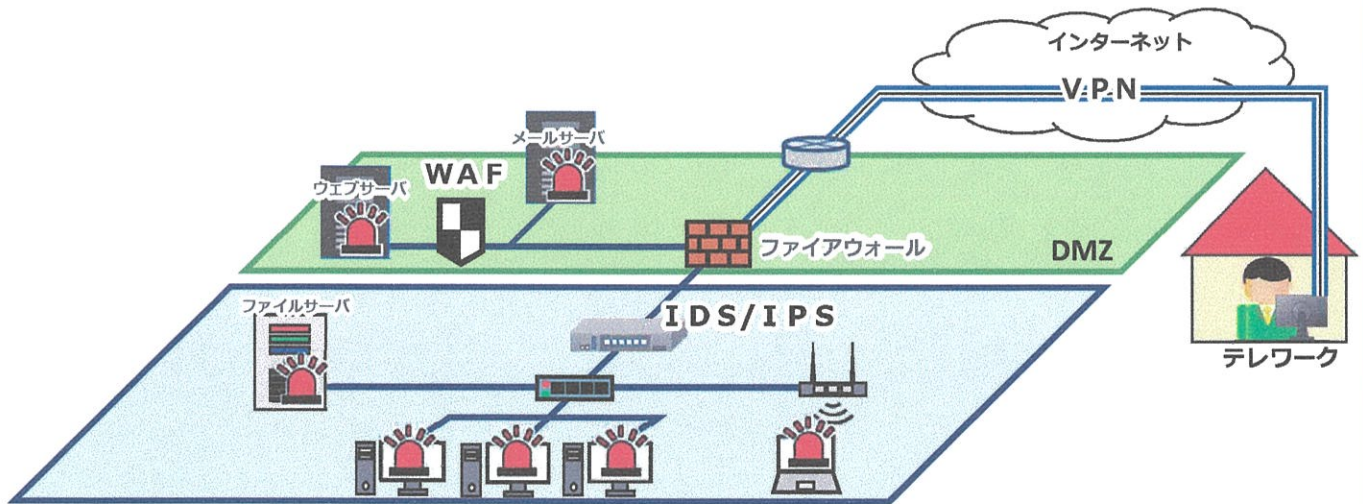 インターネット
VPN
メールサーバ
WAF
ウェブサーバ
ファイアウォール
DMZ
ファイルサーバ
IDS/IPS
テレワーク